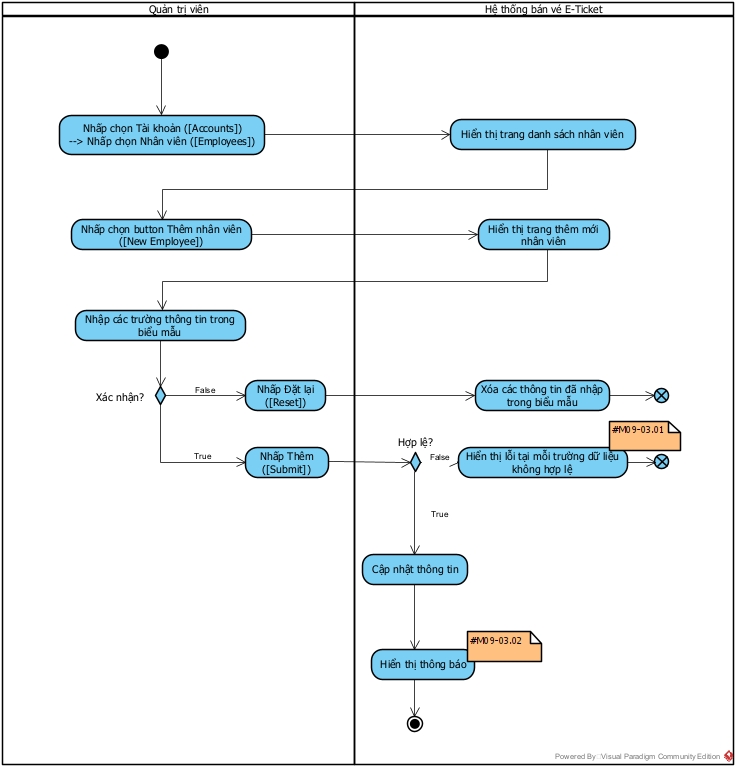 Quản trị viên
Hệ thống bán vé E-Ticket
Nhấp chọn Tài khoản ([Accounts])
--> Nhấp chọn Nhân viên ([Employees])
Hiển thị trang danh sách nhân viên
Nhấp chọn button Thêm nhân viên
([New Employee])
Hiển thị trang thêm mới
nhân viên
Nhập các trường thông tin trong
biểu mẫu
Xác nhận?
False
Nhấp Đặt lại
([Reset])
Xóa các thông tin đã nhập
trong biểu mẫu
True
Nhấp Thêm
([Submit])
Hợp lệ?
False
#M09-03.01
Hiển thị lỗi tại mỗi trường dữ liệu
không hợp lệ
True
Cập nhật thông tin
#M09-03.02
Hiển thị thông báo
Powered By::Visual Paradigm Community Edition